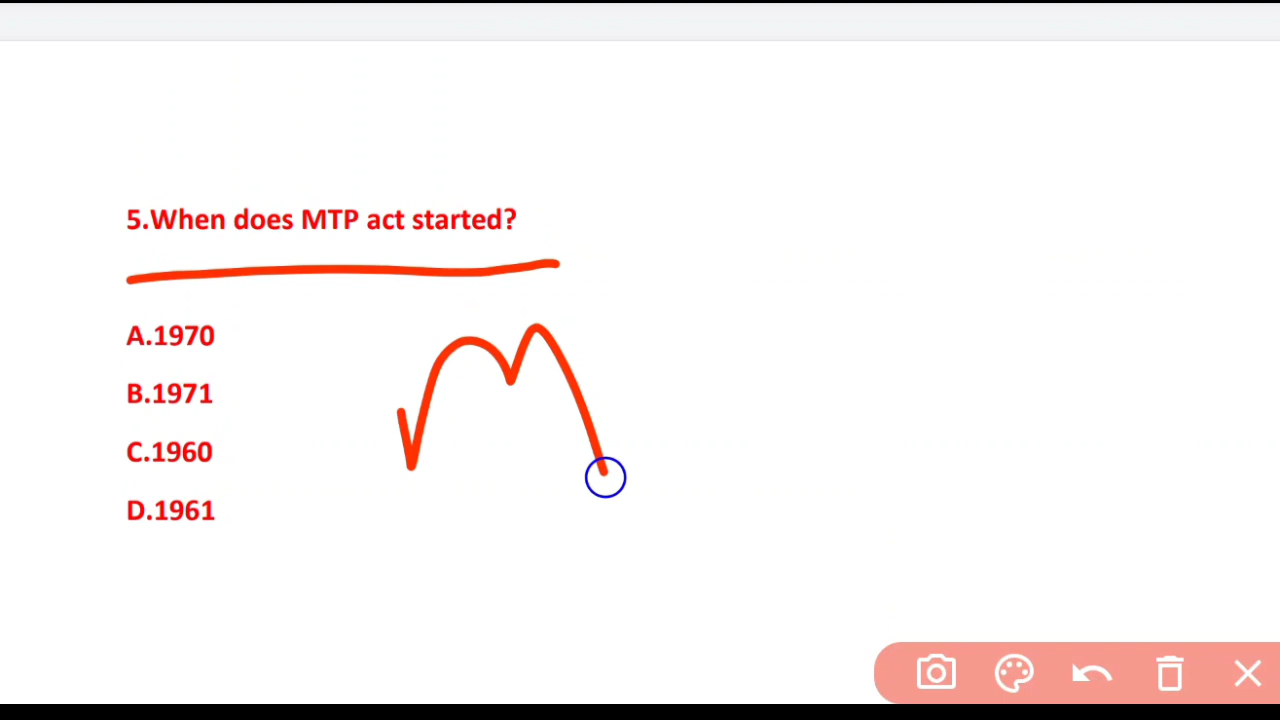 5.When does MTP act started?
A.1970
B.1971
M
C.1960
D.1961